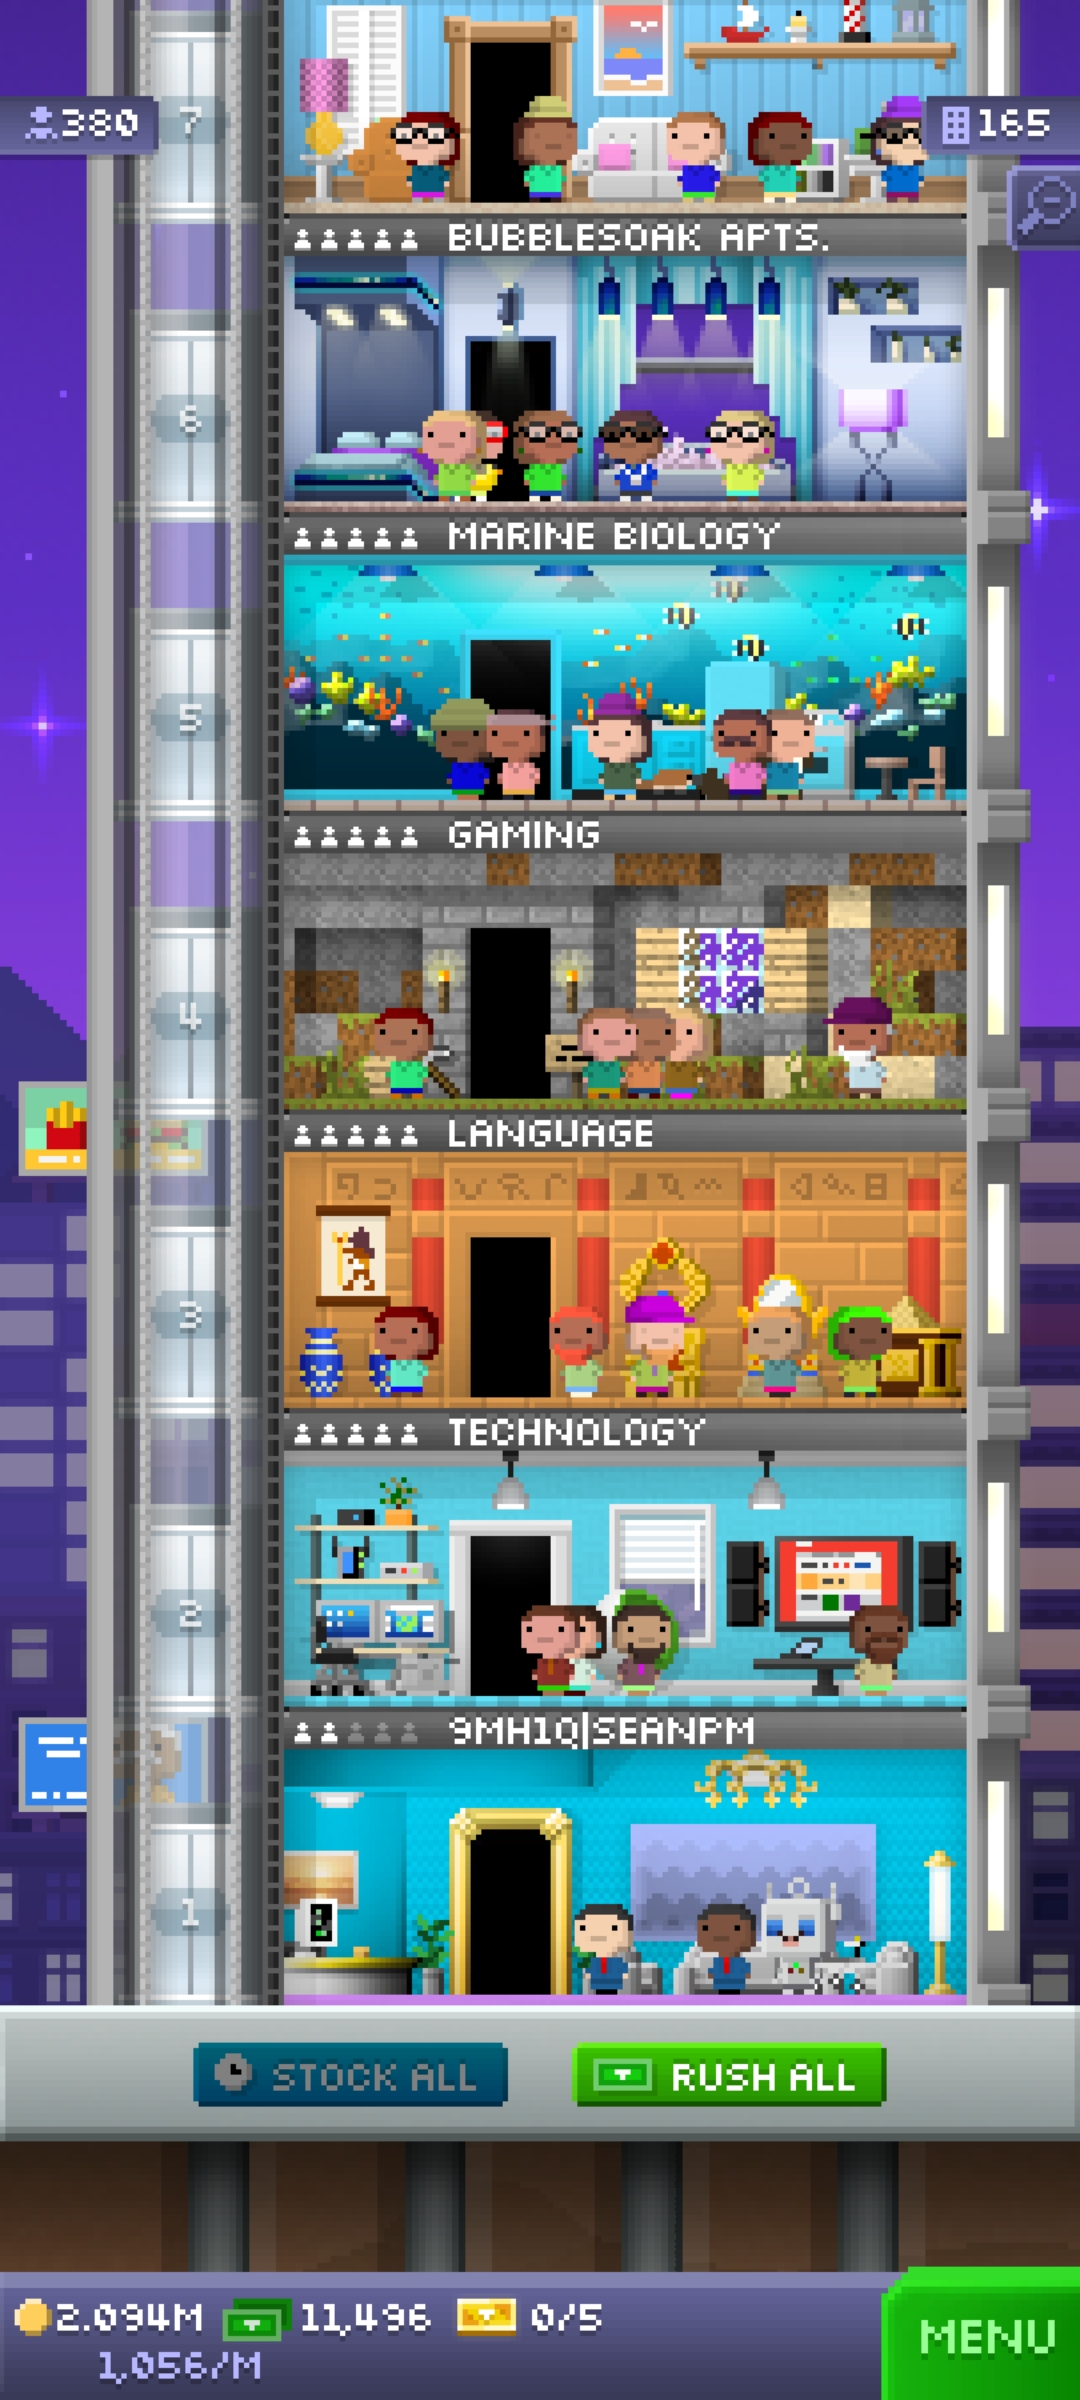 7
380
165
BUBBLESOAK APTS.
6
MARINE BIOLOGY
5
GAMING
4
LANGUAGE
3
TECHNOLOGY
2
9MH1Q|SEANPM
1
STOCK ALL
RUSH ALL
2.094M 11,496 0/5
1,056/M
MENU